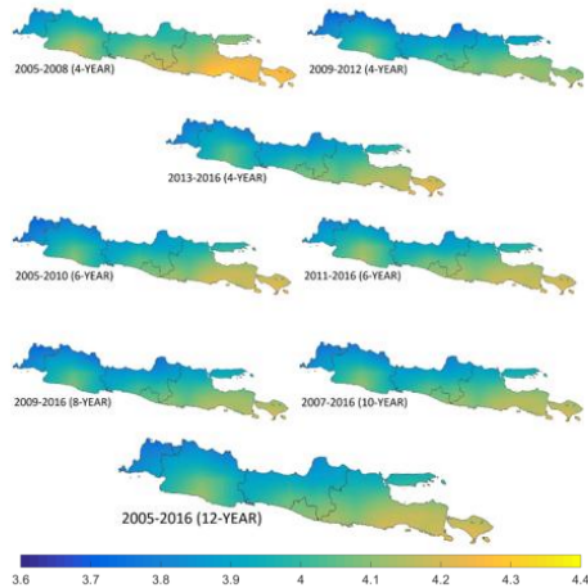 2005-2008 (4-YEAR)
2009-2012 (4-YEAR)
2013-2016 (4-YEAR)
2005-2010 (6-YEAR)
2011-2016 (6-YEAR)
2009-2016 (8-YEAR)
2007-2016 (10-YEAR)
2005-2016 (12-YEAR)
3.6 3.7 3.8 3.9 4 4.1 4.2 4.3 4.4